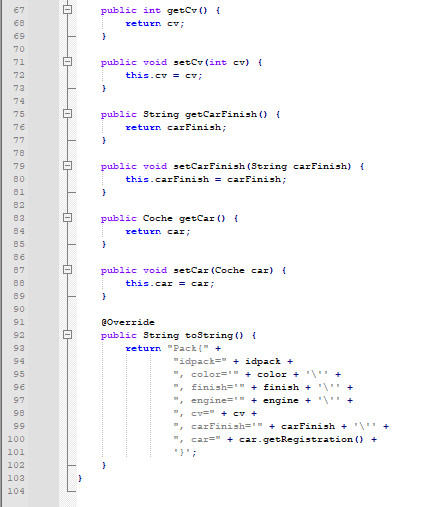 67 public int getCv() {
68 return cv;
69 }
70
71 public void setCv(int cv) {
72 this.cv = cv;
73 }
74
75 public String getCarFinish() {
76 return carFinish;
77 }
78
79 public void setCarFinish(String carFinish) {
80 this.carFinish = carFinish;
81 }
82
83 public Coche getCar() {
84 return car;
85 }
86
87 public void setCar(Coche car) {
88 this.car = car;
89 }
90
91 @Override
92 public String toString() {
93 return "Pack{" +
94 "idpack=" + idpack +
95 ", color='" + color + '\'' +
96 ", finish='" + finish + '\'' +
97 ", engine='" + engine + '\'' +
98 ", cv=" + cv +
99 ", carFinish='" + carFinish + '\'' +
100 ", car=" + car.getRegistration() +
101 '}';
102 }
103 }
104